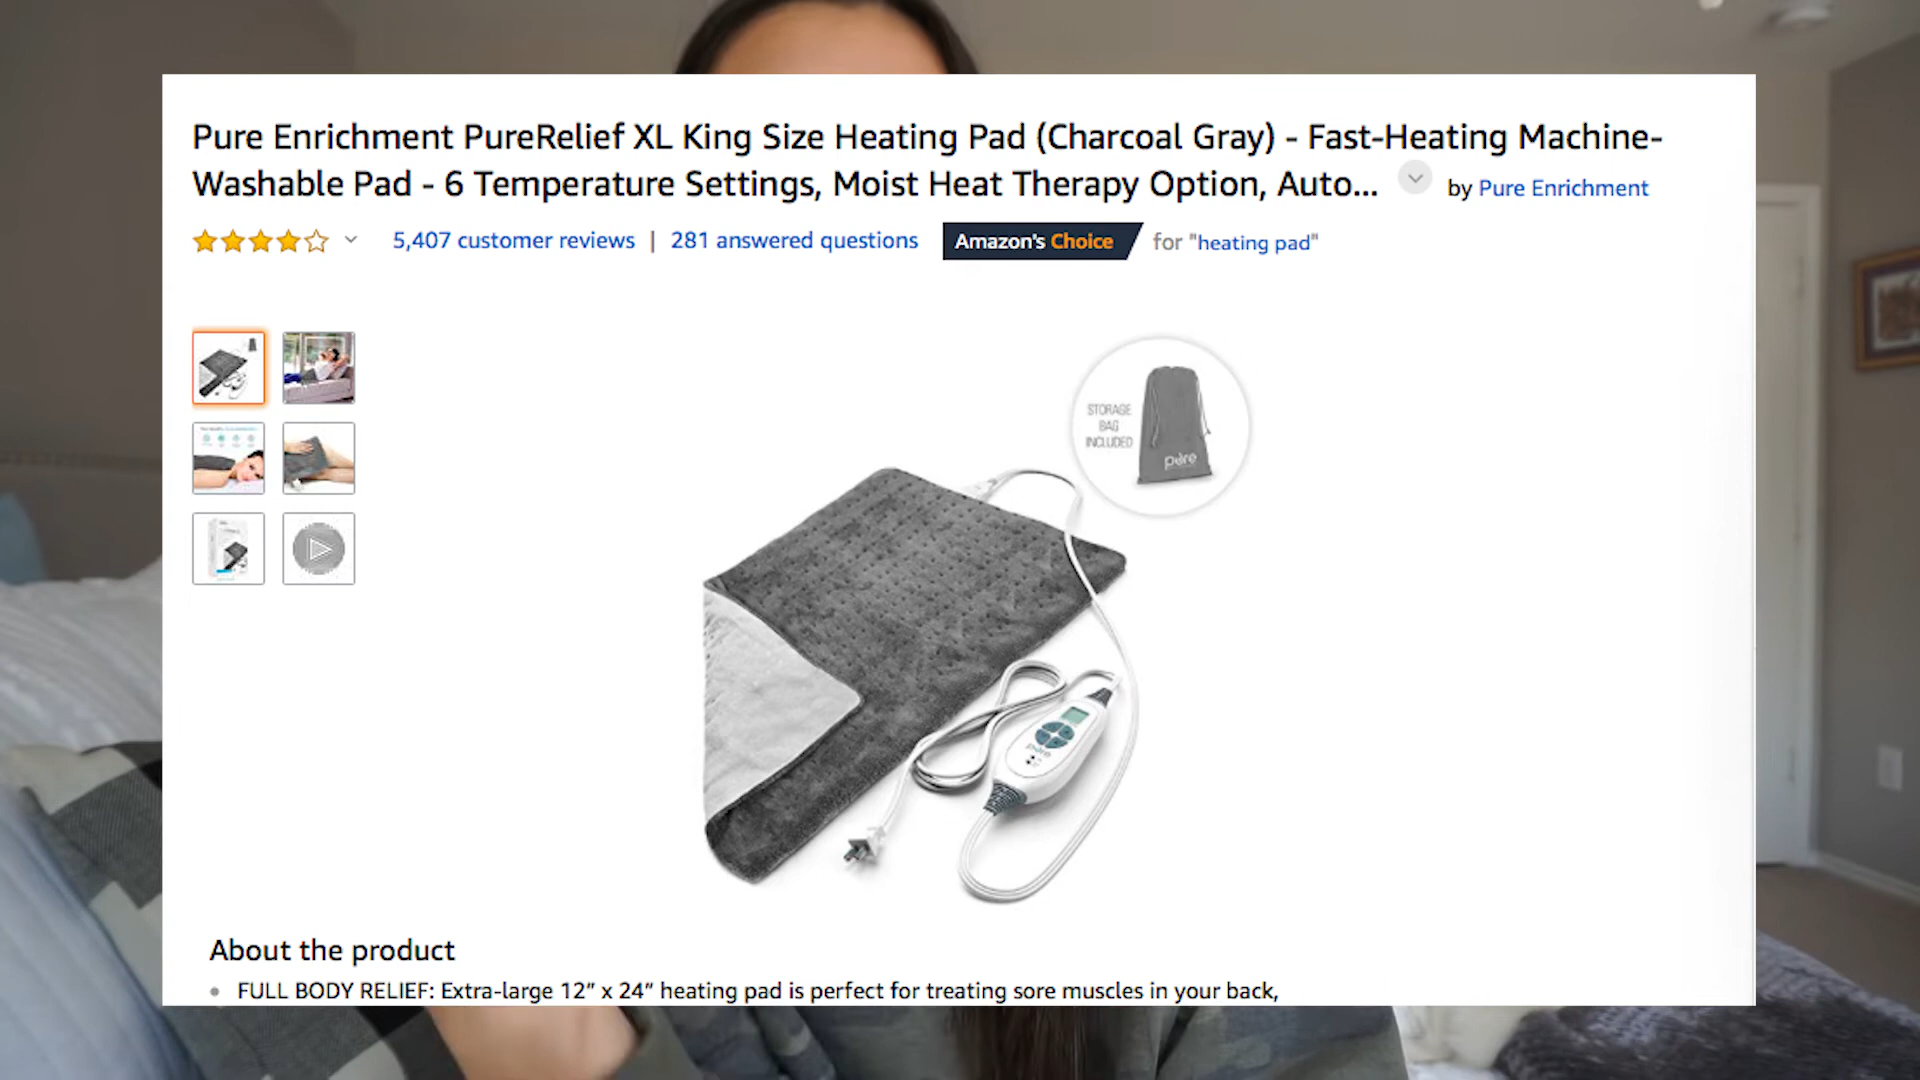 Pure Enrichment PureRelief XL King Size Heating Pad (Charcoal Gray) - Fast-Heating Machine-
Washable Pad - 6 Temperature Settings, Moist Heat Therapy Option, Auto... by Pure Enrichment
5,407 customer reviews | 281 answered questions Amazon's Choice for "heating pad"
STORAGE
BAG
INCLUDED
pure
pure
About the product
• FULL BODY RELIEF: Extra-large 12” x 24” heating pad is perfect for treating sore muscles in your back,